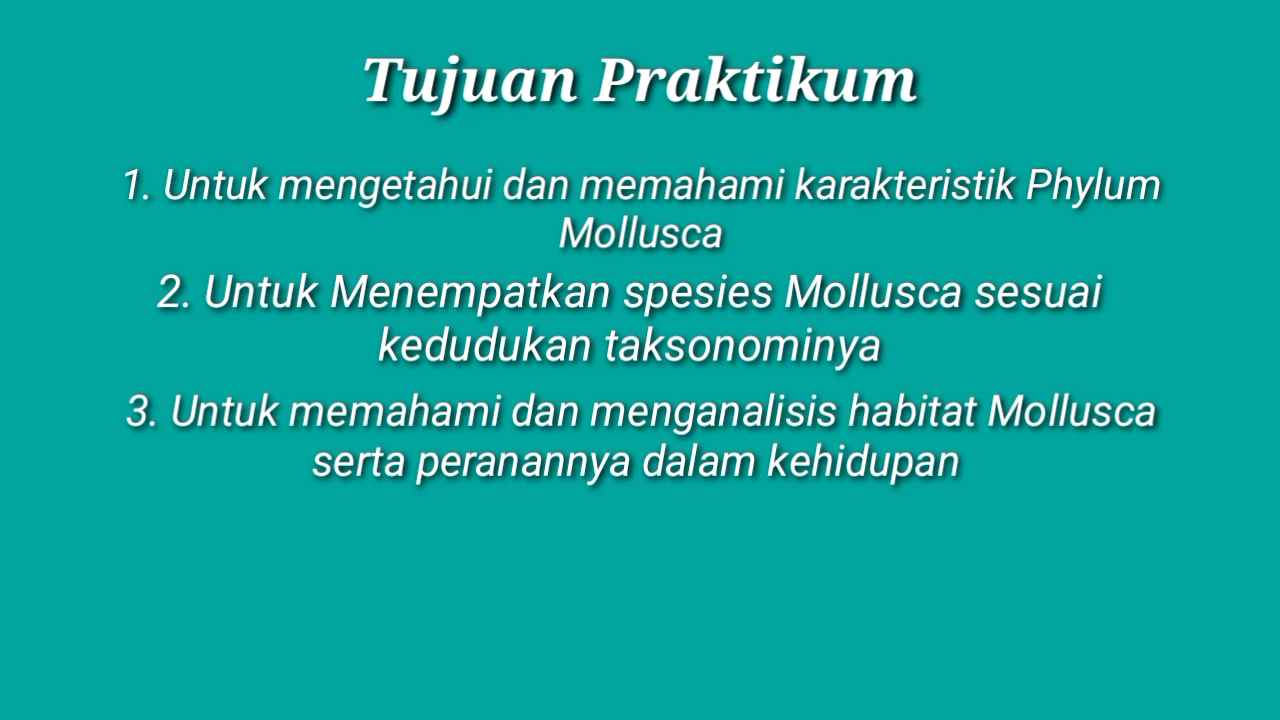 Tujuan Praktikum
1. Untuk mengetahui dan memahami karakteristik Phylum
Mollusca
2. Untuk Menempatkan spesies Mollusca sesuai
kedudukan taksonominya
3. Untuk memahami dan menganalisis habitat Mollusca
serta peranannya dalam kehidupan